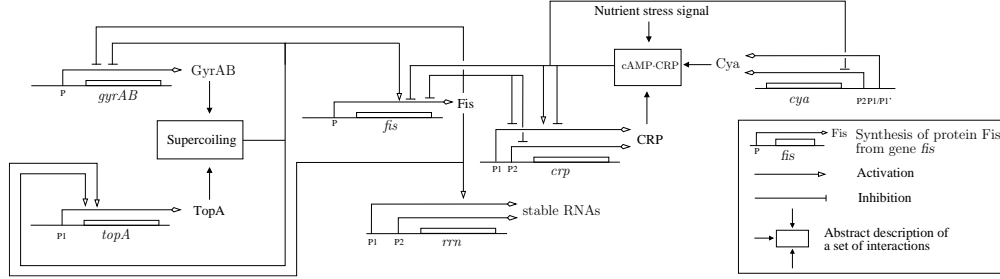 Nutrient stress signal
P
gyrAB
GyrAB
P
fis
Fis
cAMP-CRP
Cya
cya
P2 P1/P1'
Supercoiling
P1 P2
crp
CRP
P1
topA
TopA
P1 P2
rrn
stable RNAs
P
fis
Fis
Synthesis of protein Fis
from gene fis
Activation
Inhibition
Abstract description of
a set of interactions